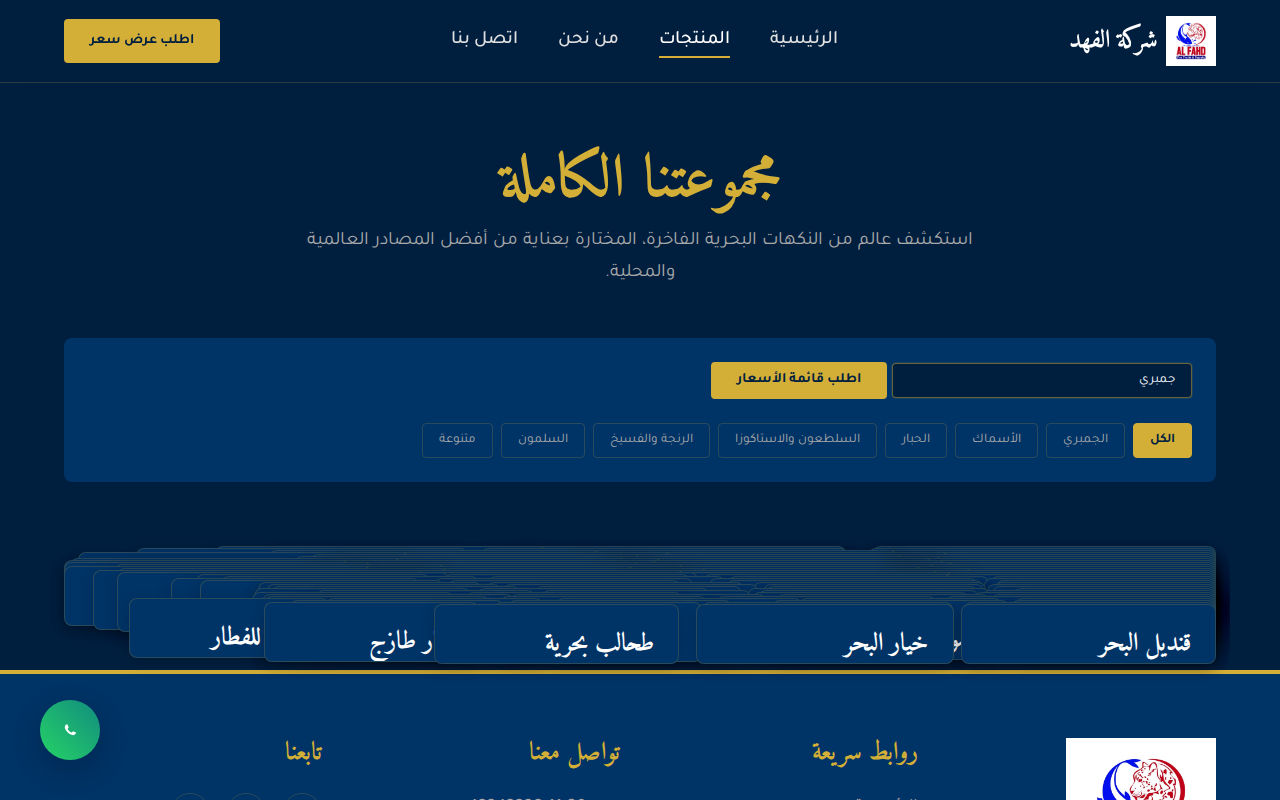 AL FAHD
شركة الفهد
الرئيسية
المنتجات
من نحن
اتصل بنا
اطلب عرض سعر
مجموعتنا الكاملة
استكشف عالم من النكهات البحرية الفاخرة، المختارة بعناية من أفضل المصادر العالمية
والمحلية.
جمبري
اطلب قائمة الأسعار
الكل
الجمبري
الأسماك
الحبار
السلطعون والاستاكوزا
الرنجة والفسيخ
السلمون
متنوعة
قنديل البحر
خيار البحر
طحالب بحرية
طازج
للفطار
روابط سريعة
تواصل معنا
تابعنا